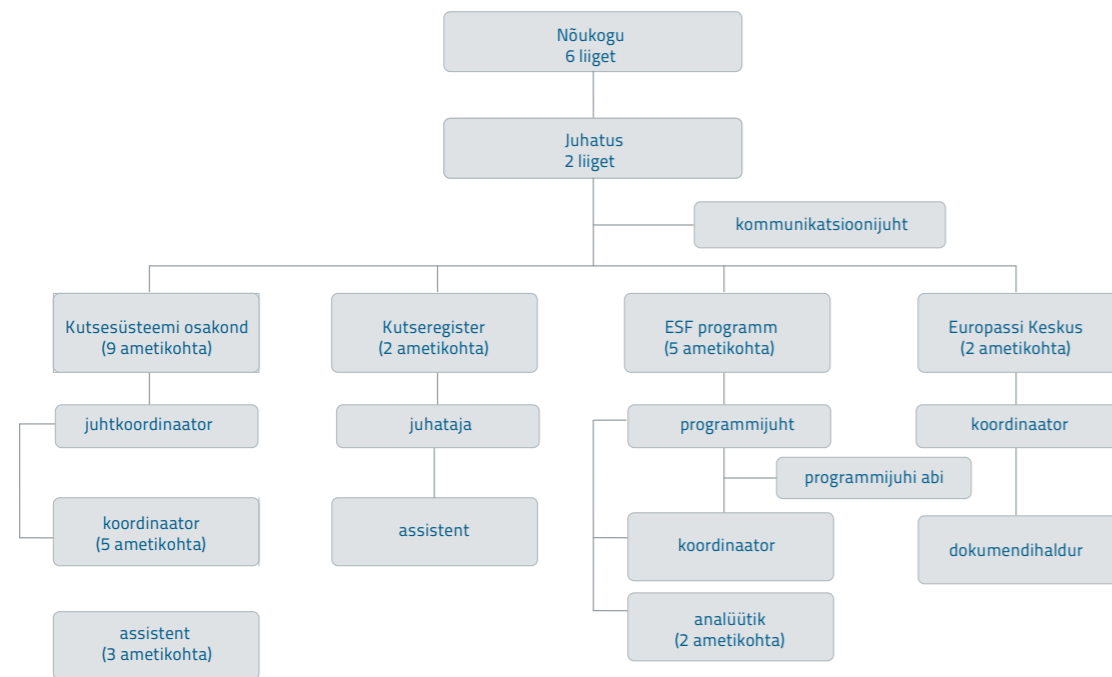 Nõukogu
6 liiget
Juhatus
2 liiget
kommunikatsioonijuht
Kutsesüsteemi osakond
(9 ametikohta)
Kutseregister
(2 ametikohta)
ESF programm
(5 ametikohta)
Europassi Keskus
(2 ametikohta)
juhtkoordinaator
juhataja
programmijuht
koordinaator
programmijuhi abi
koordinaator
(5 ametikohta)
assistent
koordinaator
dokumendihaldur
assistent
(3 ametikohta)
analüütik
(2 ametikohta)